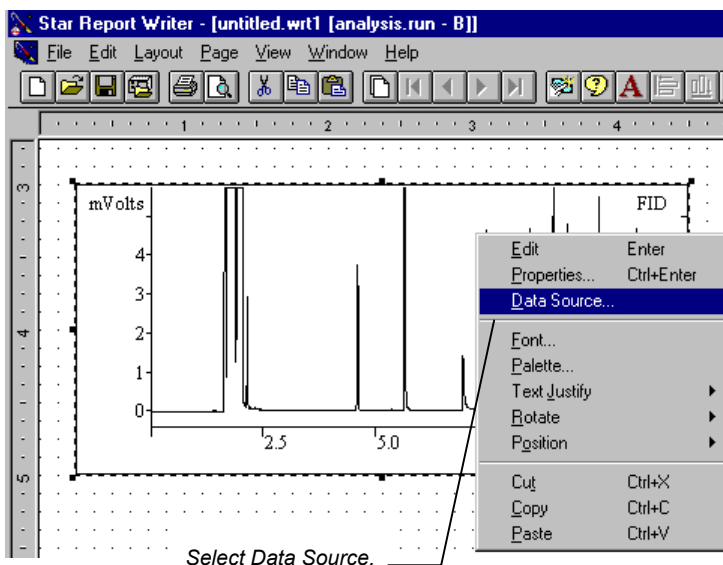 Star Report Writer - [untitled.wrt1 [analysis.run - B]]
File Edit Layout Page View Window Help
1 2 3 4
3
mVolts FID
4
3
2
1
0
2.5 5.0
4
5
Edit Enter
Properties... Ctrl+Enter
Data Source...
Font...
Palette...
Text Justify
Rotate
Position
Cut Ctrl+X
Copy Ctrl+C
Paste Ctrl+V
Select Data Source.